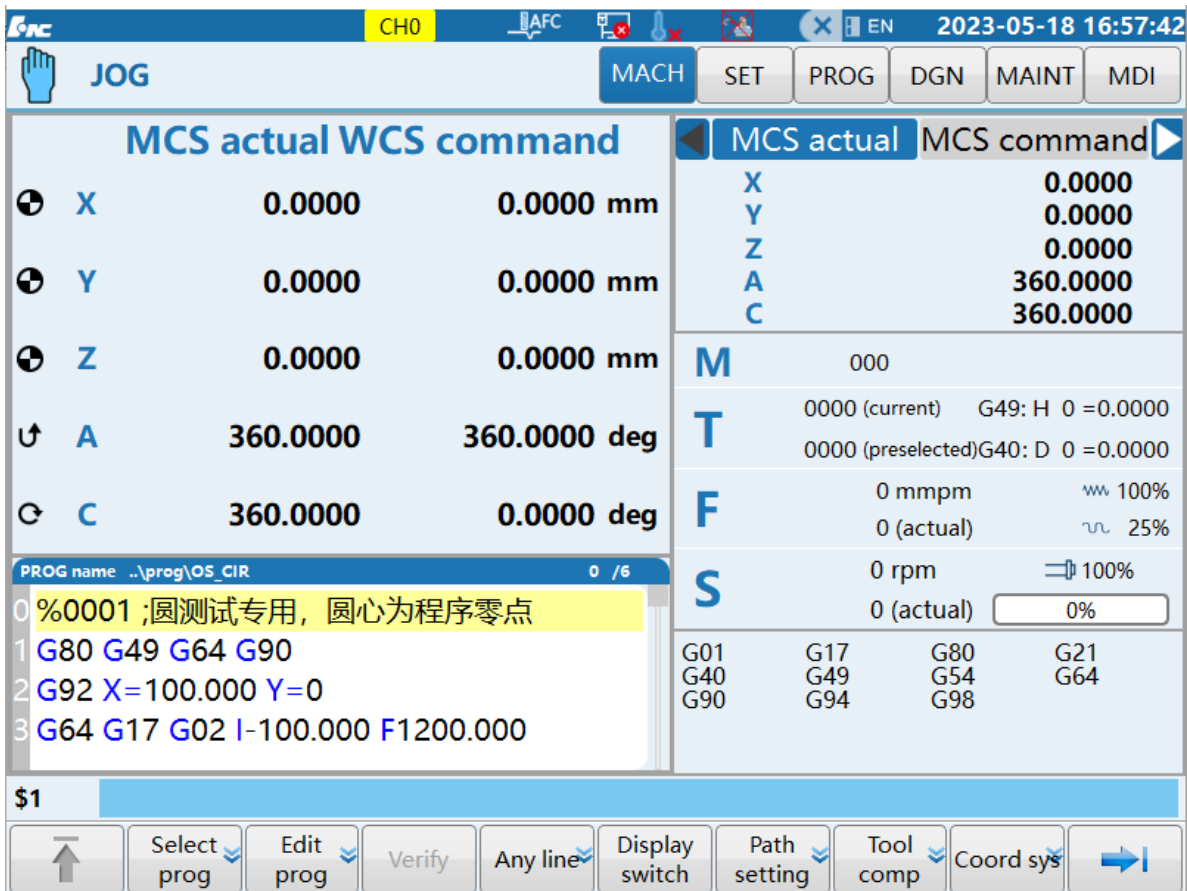 CH0 AFC EN 2023-05-18 16:57:42
JOG MACH SET PROG DGN MAINT MDI
MCS actual WCS command
X 0.0000 0.0000 mm
Y 0.0000 0.0000 mm
Z 0.0000 0.0000 mm
A 360.0000 360.0000 deg
C 360.0000 0.0000 deg
PROG name ..\prog\OS_CIR 0 /6
0 %0001 ;圆测试专用，圆心为程序零点
1 G80 G49 G64 G90
2 G92 X=100.000 Y=0
3 G64 G17 G02 I-100.000 F1200.000
MCS actual MCS command
X 0.0000
Y 0.0000
Z 0.0000
A 360.0000
C 360.0000
M 000
T 0000 (current) G49: H 0 =0.0000
0000 (preselected)G40: D 0 =0.0000
F 0 mmpm 100%
0 (actual) 25%
S 0 rpm 100%
0 (actual) 0%
G01 G17 G80 G21
G40 G49 G54 G64
G90 G94 G98
$1
Select prog
Edit prog
Verify
Any line
Display switch
Path setting
Tool comp
Coord sys